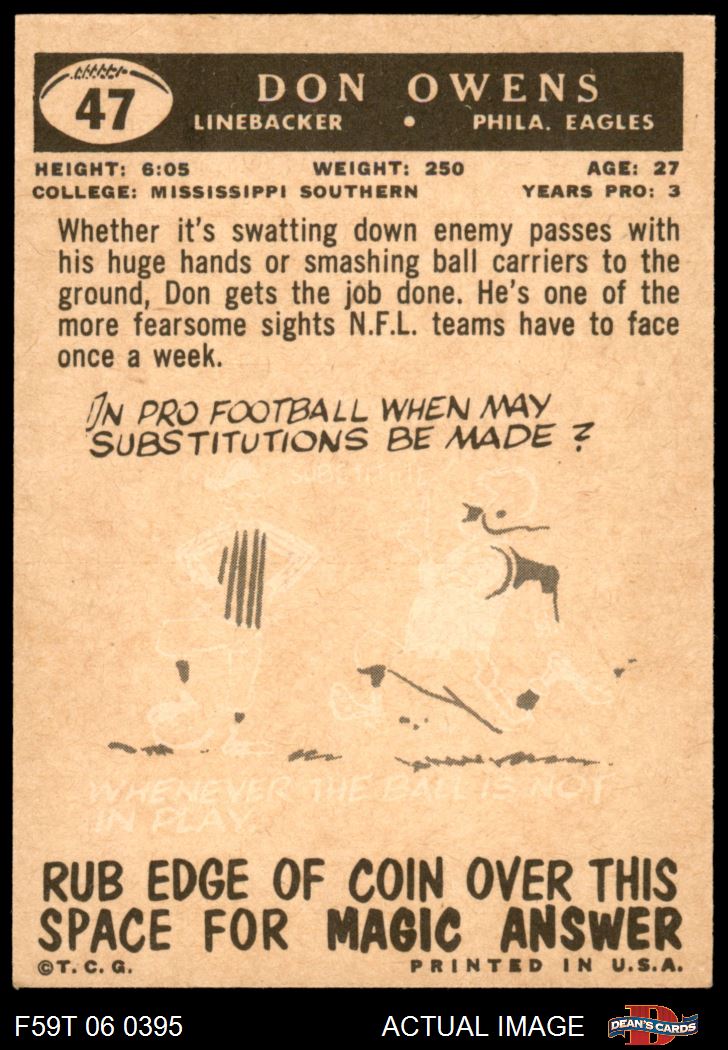 47
DON OWENS
LINEBACKER • PHILA. EAGLES
HEIGHT: 6:05 WEIGHT: 250 AGE: 27
COLLEGE: MISSISSIPPI SOUTHERN YEARS PRO: 3
Whether it's swatting down enemy passes with
his huge hands or smashing ball carriers to the
ground, Don gets the job done. He's one of the
more fearsome sights N.F.L. teams have to face
once a week.
IN PRO FOOTBALL WHEN MAY
SUBSTITUTIONS BE MADE ?
SUBSTITUTE
WHENEVER THE BALL IS NOT
IN PLAY
RUB EDGE OF COIN OVER THIS
SPACE FOR MAGIC ANSWER
©T.C.G. PRINTED IN U.S.A.
F59T 06 0395 ACTUAL IMAGE D DEAN'S CARDS